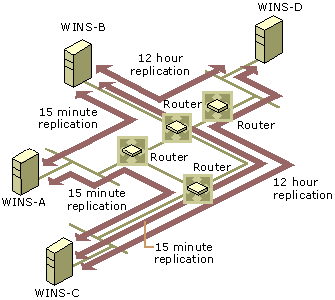 WINS-D
WINS-B
12 hour
replication
15 minute
replication
Router
Router
Router
Router
WINS-A
15 minute
replication
12 hour
replication
15 minute
replication
WINS-C